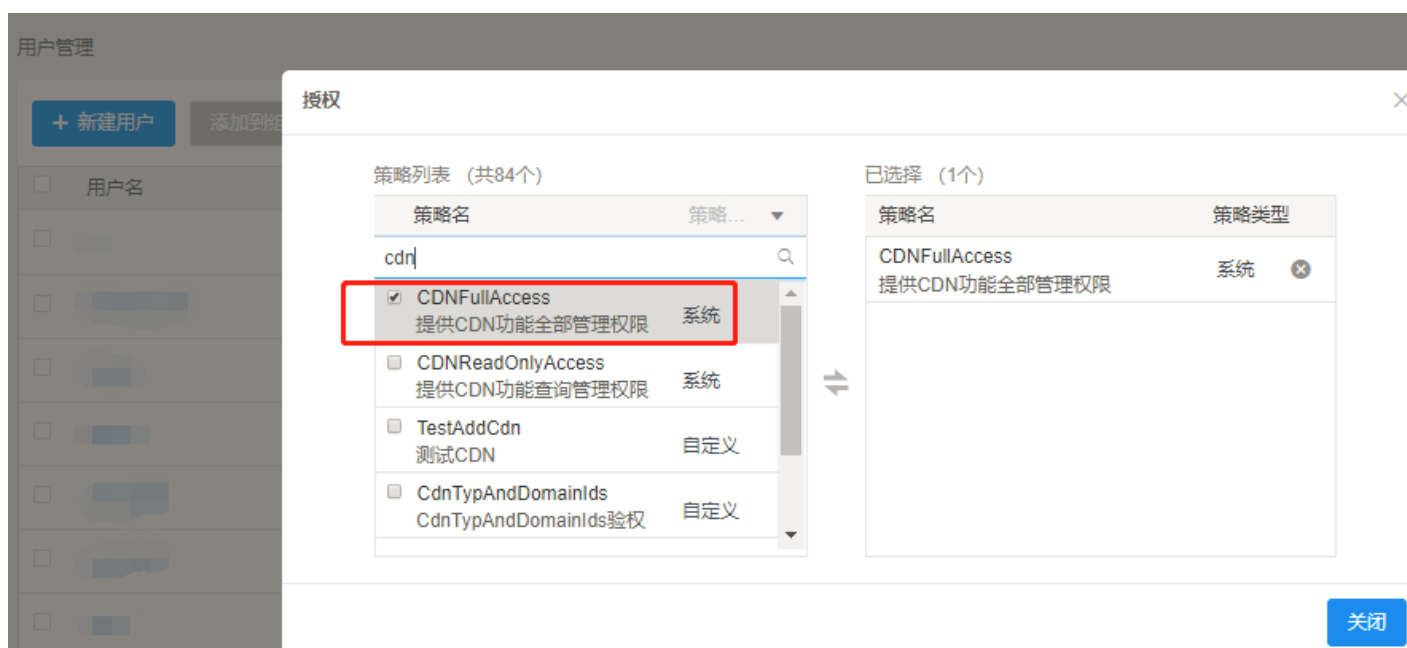 用户管理
+ 新建用户
添加到组
用户名
授权
策略列表 (共84个)
策略名 策略...
cdn
CDNFullAccess
提供CDN功能全部管理权限
系统
CDNReadOnlyAccess
提供CDN功能查询管理权限
系统
TestAddCdn
测试CDN
自定义
CdnTypAndDomainIds
CdnTypAndDomainIds验权
自定义
已选择 (1个)
策略名 策略类型
CDNFullAccess
提供CDN功能全部管理权限
系统
关闭